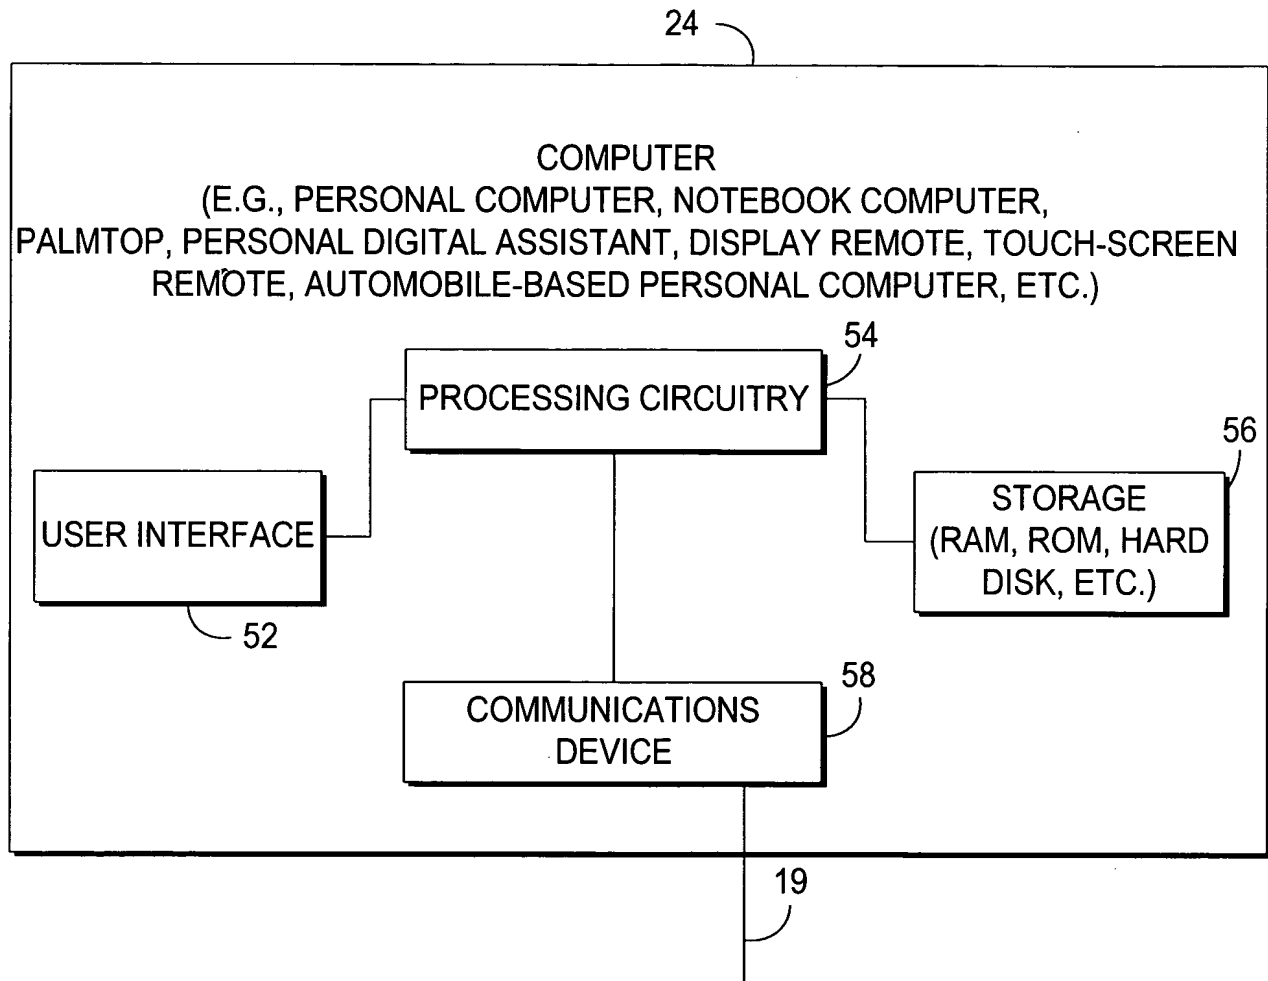 24
COMPUTER
(E.G., PERSONAL COMPUTER, NOTEBOOK COMPUTER,
PALMTOP, PERSONAL DIGITAL ASSISTANT, DISPLAY REMOTE, TOUCH-SCREEN
REMOTE, AUTOMOBILE-BASED PERSONAL COMPUTER, ETC.)
54
PROCESSING CIRCUITRY
56
USER INTERFACE
STORAGE
(RAM, ROM, HARD
DISK, ETC.)
52
58
COMMUNICATIONS
DEVICE
19